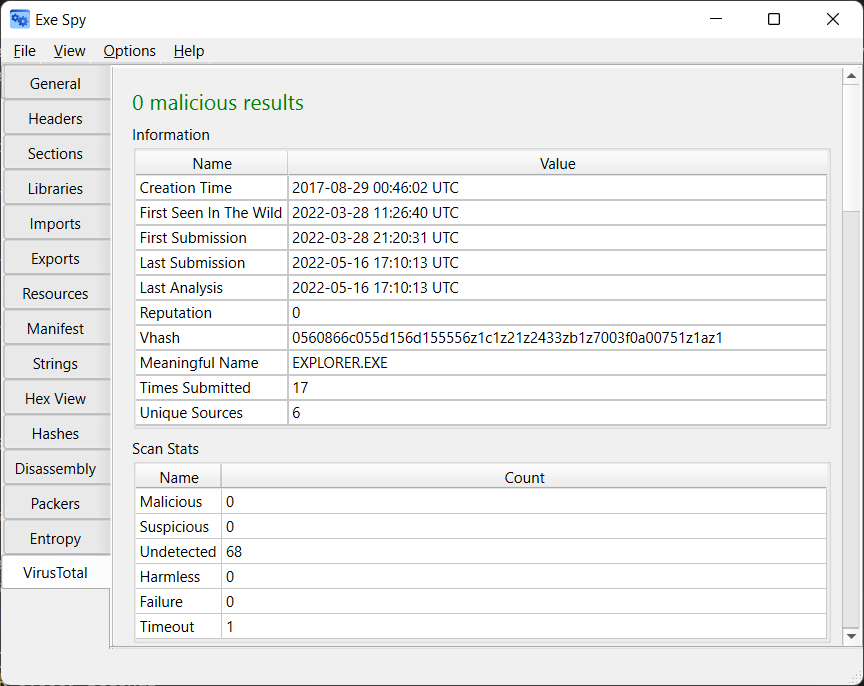 Exe Spy
File View Options Help
General
Headers
Sections
Libraries
Imports
Exports
Resources
Manifest
Strings
Hex View
Hashes
Disassembly
Packers
Entropy
VirusTotal
0 malicious results
Information
Name Value
Creation Time 2017-08-29 00:46:02 UTC
First Seen In The Wild 2022-03-28 11:26:40 UTC
First Submission 2022-03-28 21:20:31 UTC
Last Submission 2022-05-16 17:10:13 UTC
Last Analysis 2022-05-16 17:10:13 UTC
Reputation 0
Vhash 0560866c055d156d155556z1c1z21z2433zb1z7003f0a00751z1az1
Meaningful Name EXPLORER.EXE
Times Submitted 17
Unique Sources 6
Scan Stats
Name Count
Malicious 0
Suspicious 0
Undetected 68
Harmless 0
Failure 0
Timeout 1